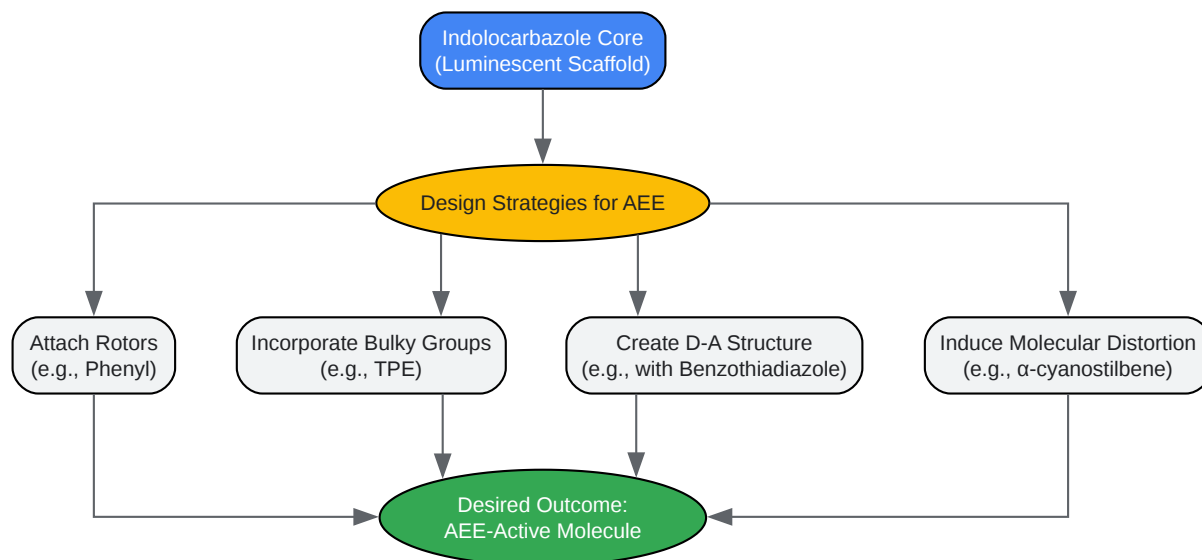 Indolocarbazole Core
(Luminescent Scaffold)
Design Strategies for AEE
Attach Rotors
(e.g., Phenyl)
Incorporate Bulky Groups
(e.g., TPE)
Create D-A Structure
(e.g., with Benzothiadiazole)
Induce Molecular Distortion
(e.g., α-cyanostilbene)
Desired Outcome:
AEE-Active Molecule